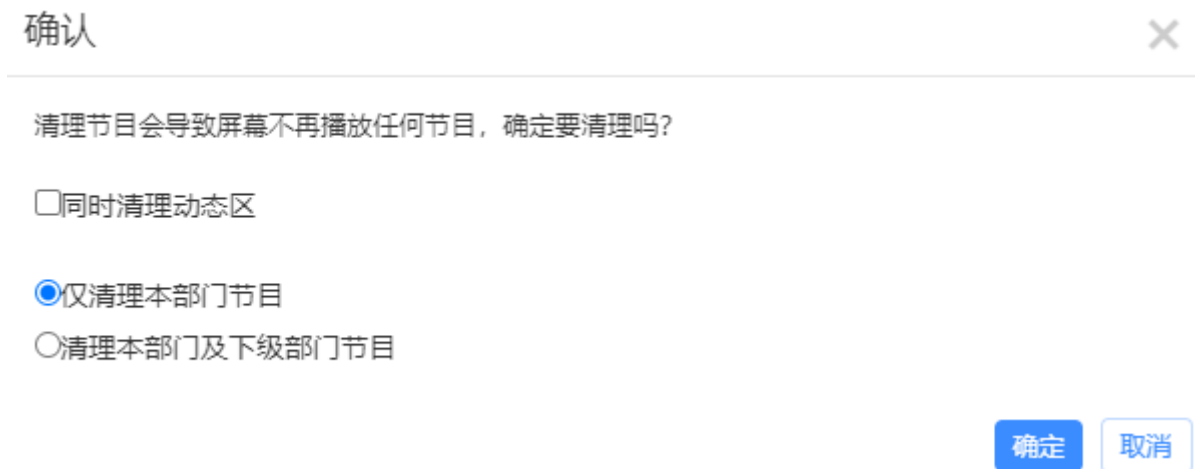 确认
清理节目会导致屏幕不再播放任何节目，确定要清理吗?
同时清理动态区
仅清理本部门节目
清理本部门及下级部门节目
确定 取消